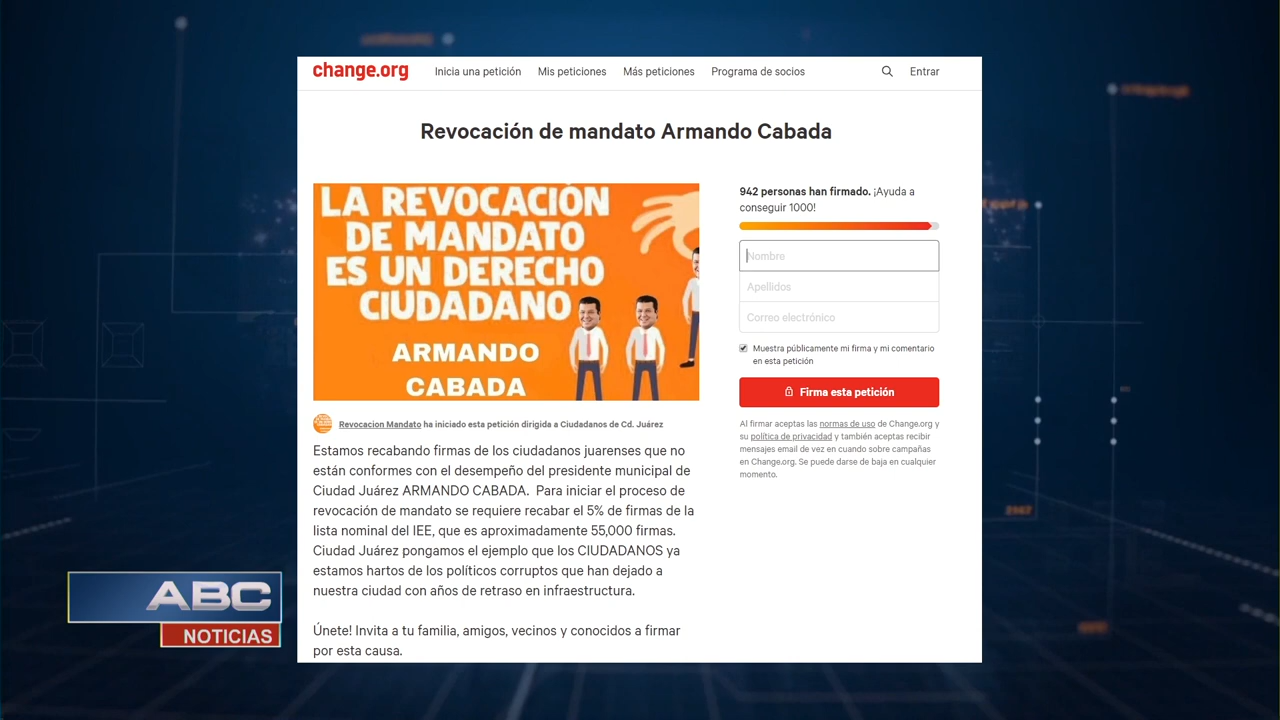 change.org
Inicia una petición
Mis peticiones
Más peticiones
Programa de socios
Entrar
Revocación de mandato Armando Cabada
LA REVOCACIÓN
DE MANDATO
ES UN DERECHO
CIUDADANO
ARMANDO
CABADA
Revocacion Mandato ha iniciado esta petición dirigida a Ciudadanos de Cd. Juárez
Estamos recabando firmas de los ciudadanos juarenses que no
están conformes con el desempeño del presidente municipal de
Ciudad Juárez ARMANDO CABADA.  Para iniciar el proceso de
revocación de mandato se requiere recabar el 5% de firmas de la
lista nominal del IEE, que es aproximadamente 55,000 firmas.
Ciudad Juárez pongamos el ejemplo que los CIUDADANOS ya
estamos hartos de los políticos corruptos que han dejado a
nuestra ciudad con años de retraso en infraestructura.
Únete! Invita a tu familia, amigos, vecinos y conocidos a firmar
por esta causa.
942 personas han firmado. ¡Ayuda a
conseguir 1000!
Nombre
Apellidos
Correo electrónico
Muestra públicamente mi firma y mi comentario
en esta petición
Firma esta petición
Al firmar aceptas las normas de uso de Change.org y
su política de privacidad y también aceptas recibir
mensajes email de vez en cuando sobre campañas
en Change.org. Se puede darse de baja en cualquier
momento.
ABC
NOTICIAS